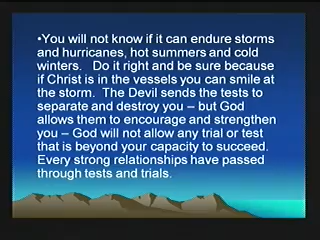 •You will not know if it can endure storms
and hurricanes, hot summers and cold
winters.   Do it right and be sure because
if Christ is in the vessels you can smile at
the storm.  The Devil sends the tests to
separate and destroy you – but God
allows them to encourage and strengthen
you – God will not allow any trial or test
that is beyond your capacity to succeed.
Every strong relationships have passed
through tests and trials.